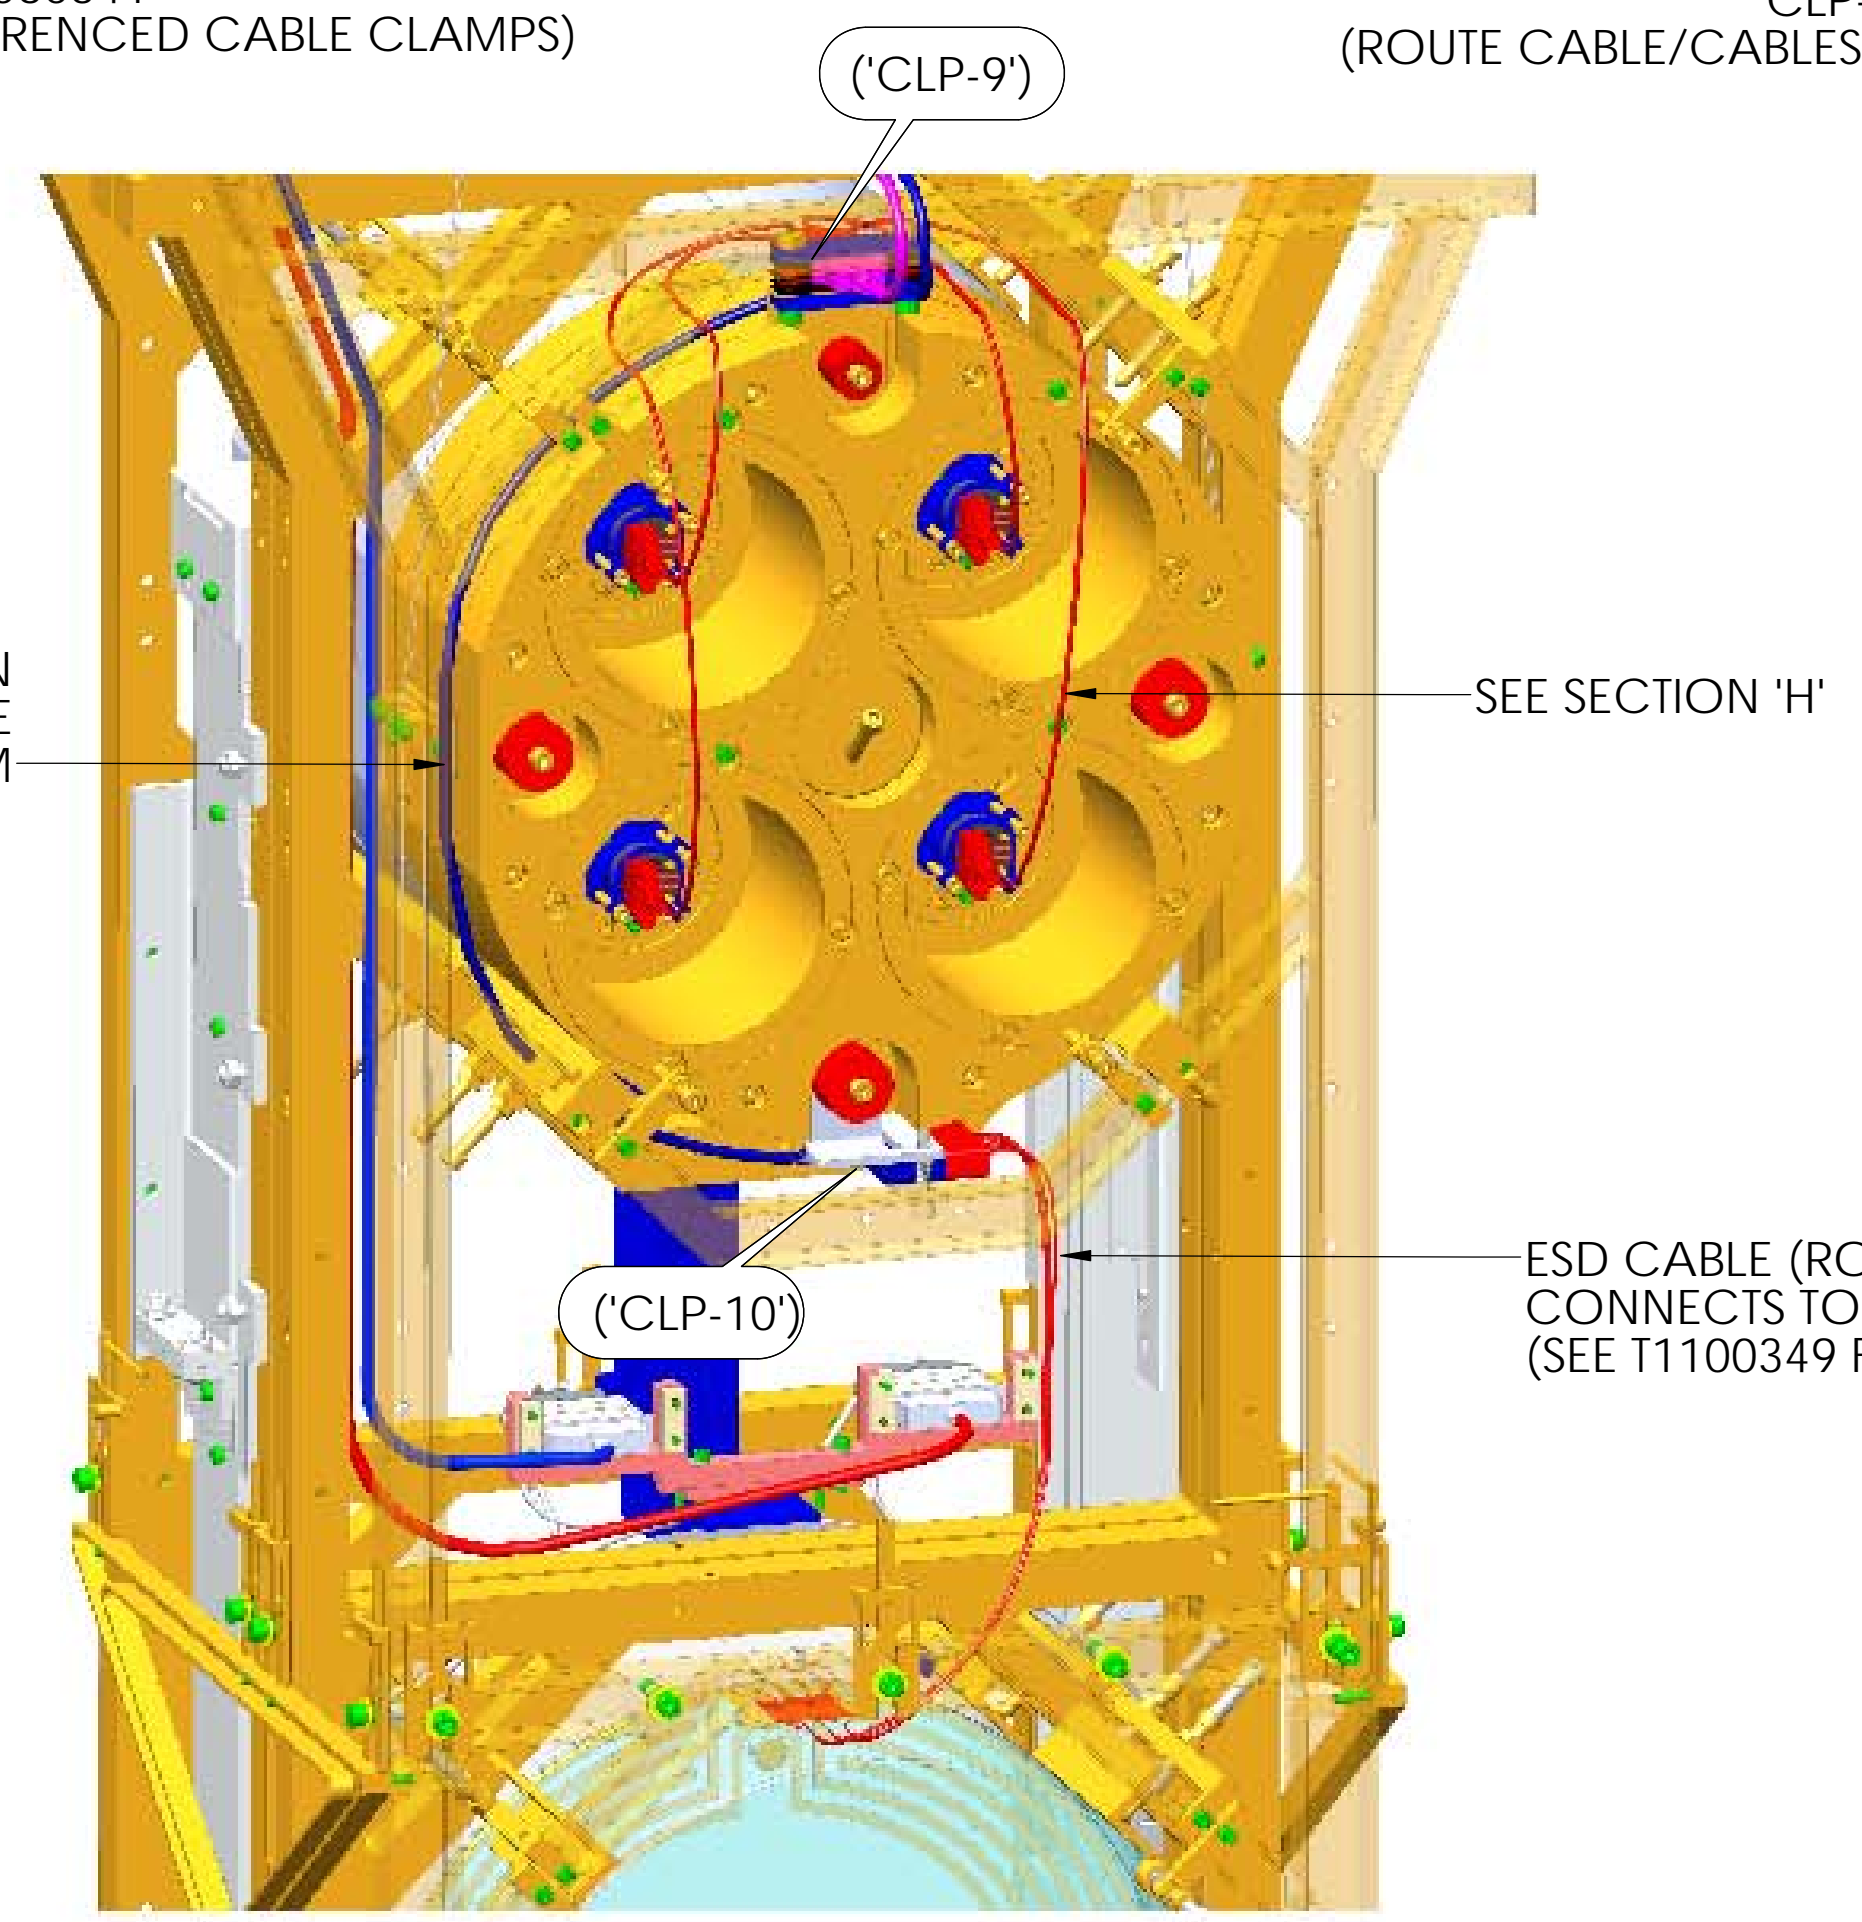 RENCED CABLE CLAMPS)
CLP-
(ROUTE CABLE/CABLES
('CLP-9')
N
E
M
SEE SECTION 'H'
ESD CABLE (RO
CONNECTS TO
(SEE T1100349 F
('CLP-10')